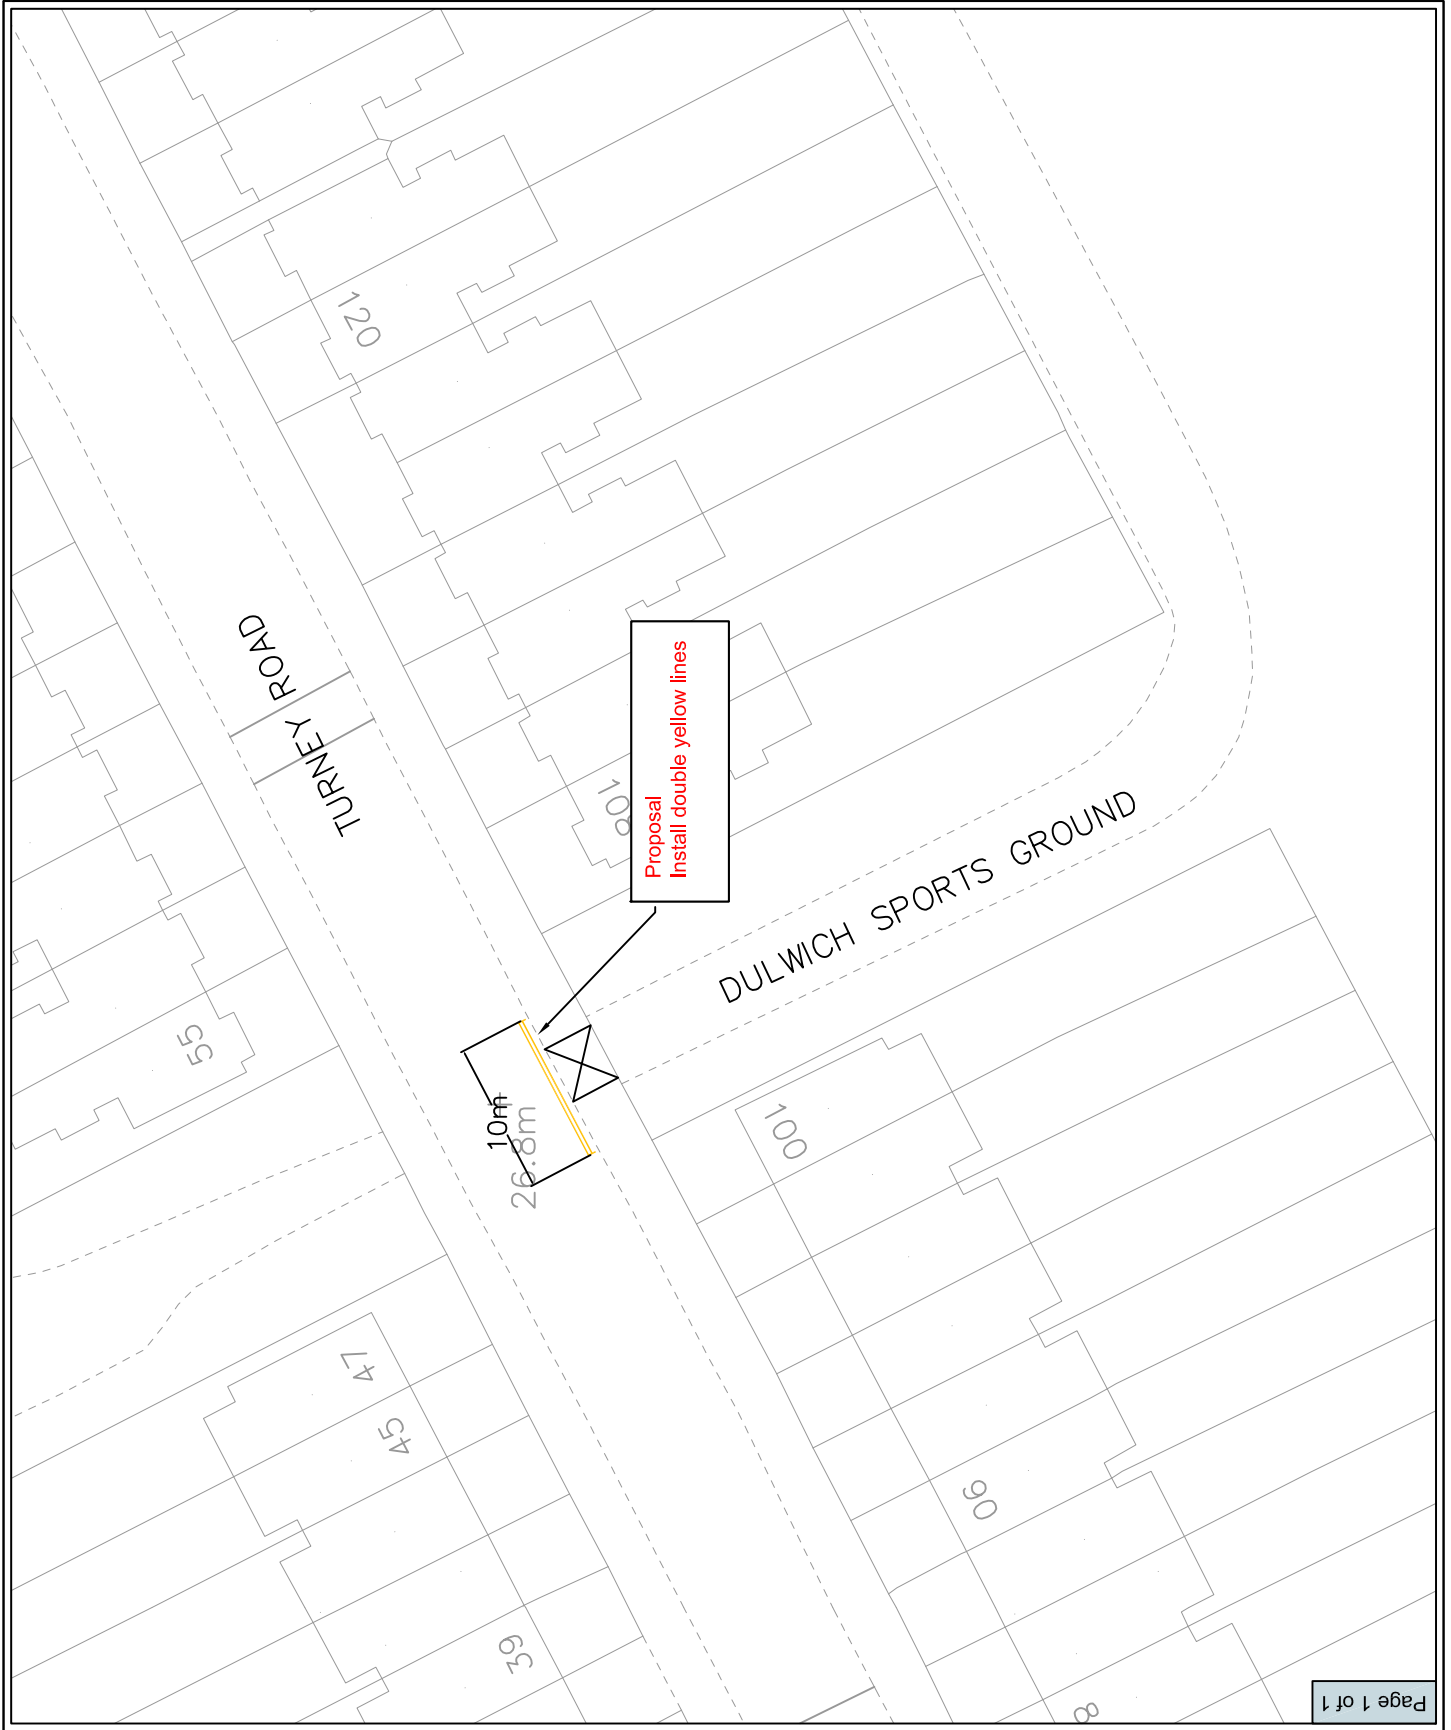 120
TURNEY ROAD
108
Proposal
Install double yellow lines
DULWICH SPORTS GROUND
55
10m
26.8m
100
47
45
90
39
8
Page 1 of 1